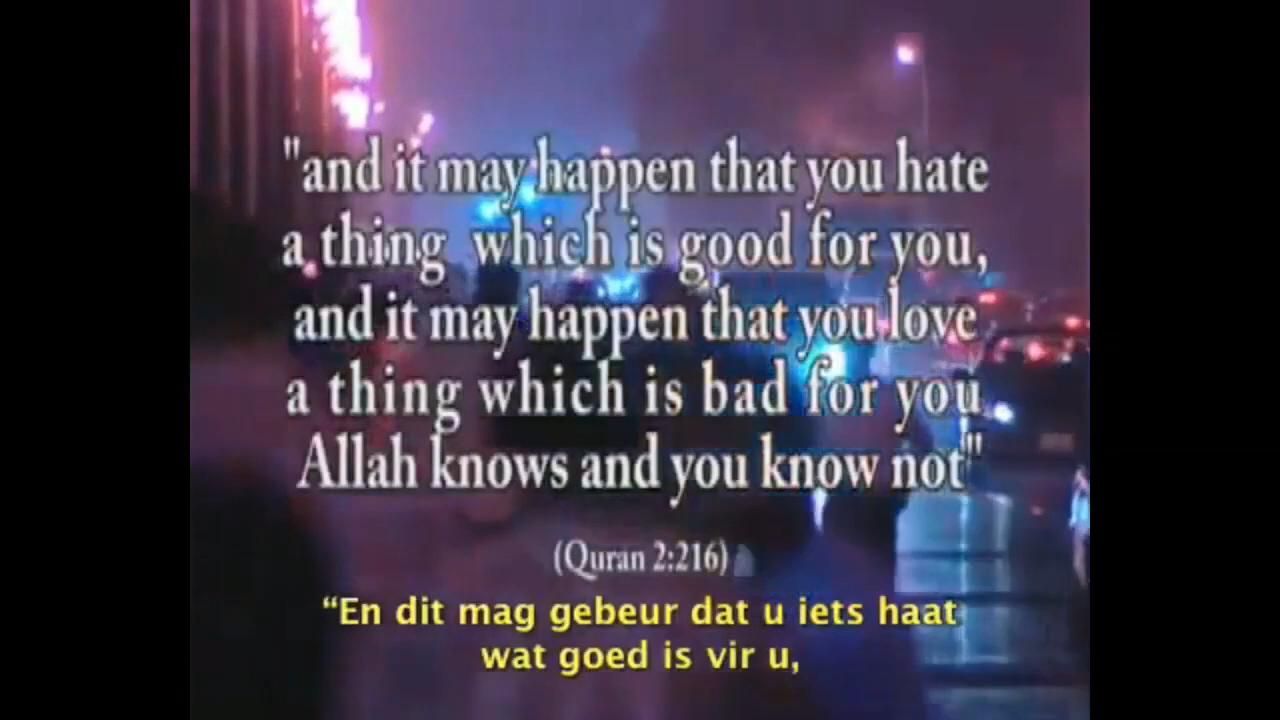 "and it may happen that you hate
a thing which is good for you,
and it may happen that you love
a thing which is bad for you
Allah knows and you know not"
(Quran 2:216)
“En dit mag gebeur dat u iets haat
wat goed is vir u,